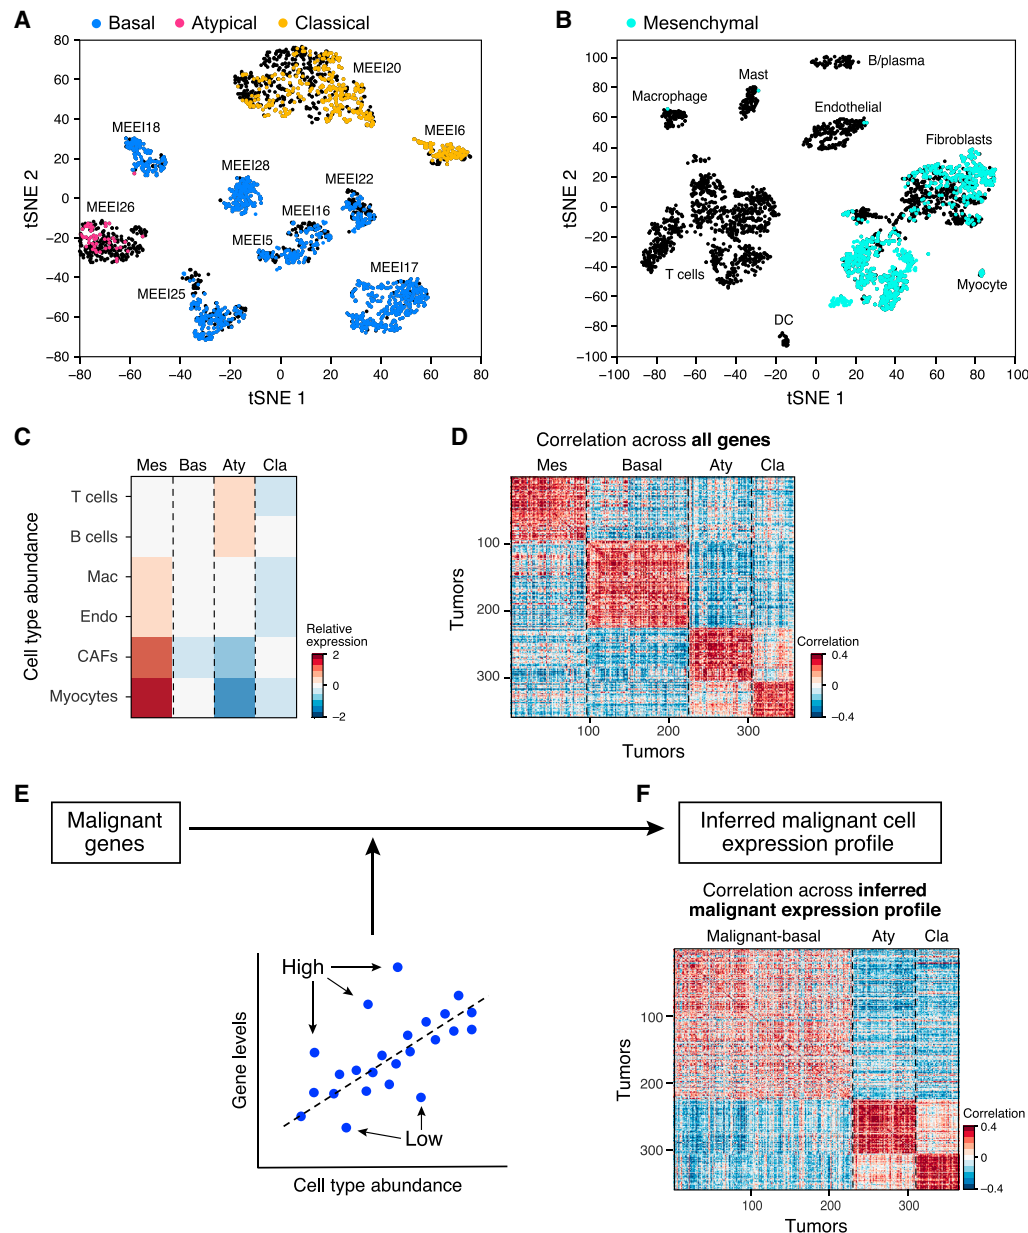 A
Basal
Atypical
Classical
80
60
40
20
0
−20
−40
−60
−80
tSNE 2
MEEI20
MEEI18
MEEI6
MEEI28
MEEI22
MEEI26
MEEI16
MEEI5
MEEI17
MEEI25
−80
−60
−40
−20
0
20
40
60
80
tSNE 1
B
Mesenchymal
100
80
60
40
20
0
−20
−40
−60
−80
−100
tSNE 2
B/plasma
Mast
Macrophage
Endothelial
Fibroblasts
T cells
Myocyte
DC
−100
−80
−60
−40
−20
0
20
40
60
80
100
tSNE 1
C
Mes Bas Aty Cla
Cell type abundance
T cells
B cells
Mac
Endo
CAFs
Myocytes
Relative
expression
2
0
−2
D
Correlation across all genes
Mes Basal Aty Cla
Tumors
100
200
300
100 200 300
Tumors
Correlation
0.4
0
−0.4
E
Malignant
genes
High
Low
Gene levels
Cell type abundance
F
Inferred malignant cell
expression profile
Correlation across inferred
malignant expression profile
Malignant-basal Aty Cla
Tumors
100
200
300
100 200 300
Tumors
Correlation
0.4
0
−0.4